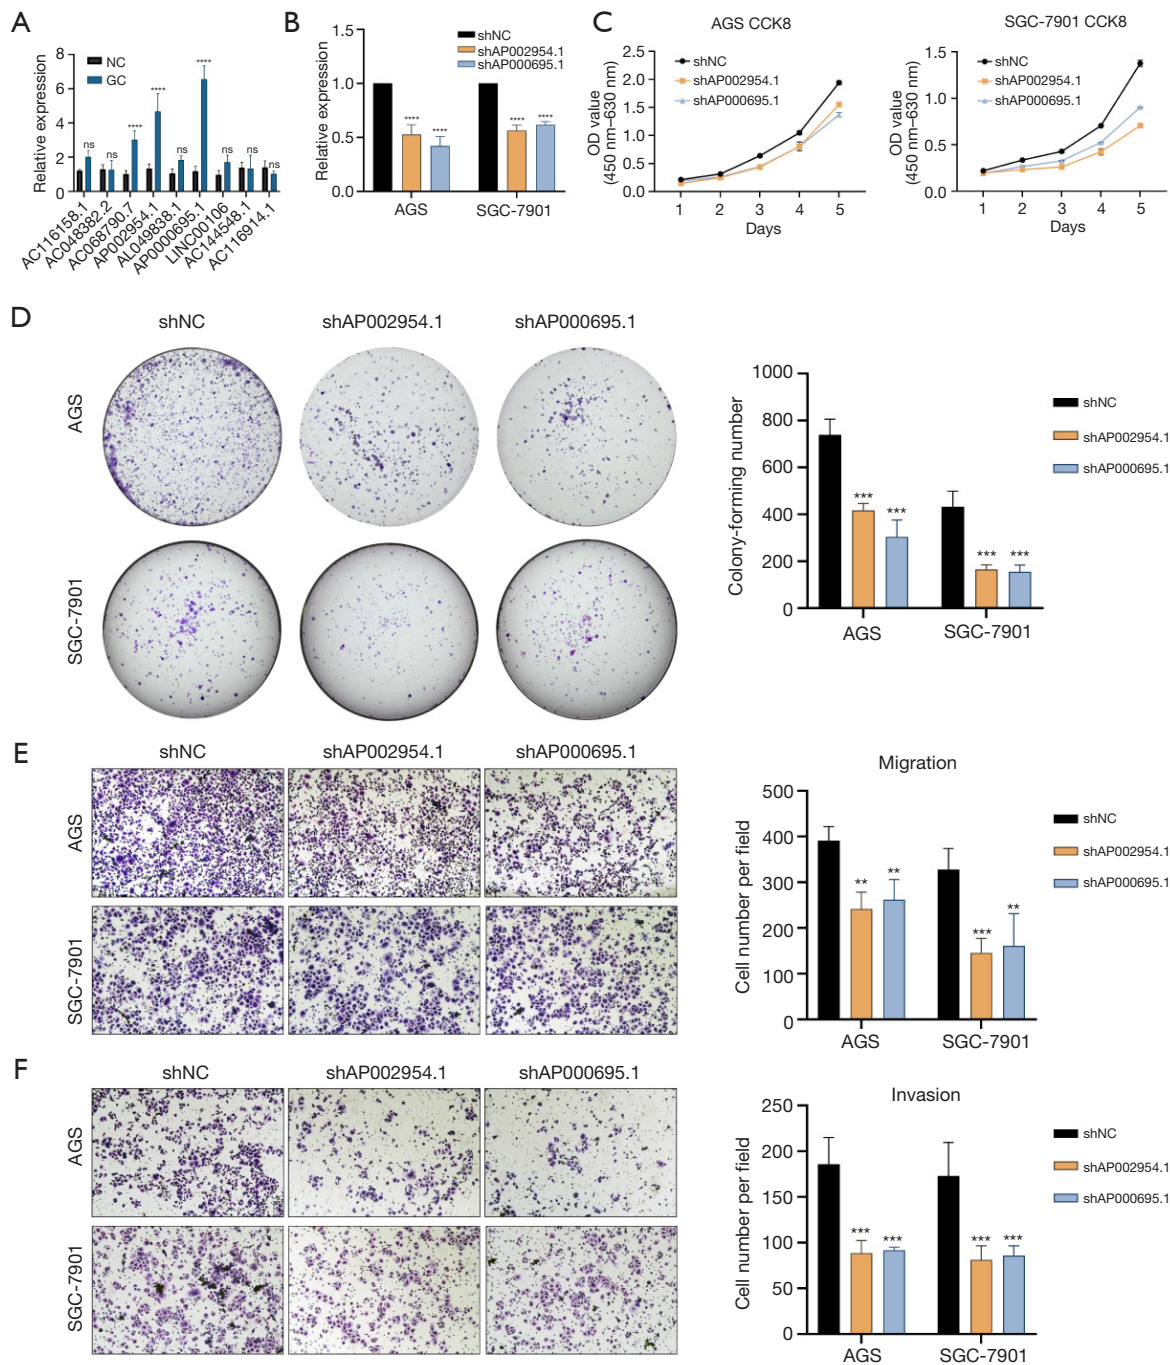 A
Relative expression
8
6
4
2
0
NC
GC
ns
ns
****
****
ns
****
ns
ns
ns
AC116158.1
AC048382.2
AC068790.7
AP002954.1
AL049838.1
AP0000695.1
LINC00106
AC144548.1
AC116914.1
B
shNC
shAP002954.1
shAP000695.1
Relative expression
1.5
1.0
0.5
0.0
****
****
****
****
AGS
SGC-7901
C
AGS CCK8
OD value
(450 nm–630 nm)
2.5
2.0
1.5
1.0
0.5
0.0
shNC
shAP002954.1
shAP000695.1
1 2 3 4 5
Days
SGC-7901 CCK8
OD value
(450 nm–630 nm)
1.5
1.0
0.5
0.0
shNC
shAP002954.1
shAP000695.1
1 2 3 4 5
Days
D
shNC shAP002954.1 shAP000695.1
AGS
SGC-7901
Colony-forming number
1000
800
600
400
200
0
***
***
***
***
AGS
SGC-7901
shNC
shAP002954.1
shAP000695.1
E
shNC shAP002954.1 shAP000695.1
AGS
SGC-7901
Migration
Cell number per field
500
400
300
200
100
0
**
**
***
**
AGS
SGC-7901
shNC
shAP002954.1
shAP000695.1
F
shNC shAP002954.1 shAP000695.1
AGS
SGC-7901
Invasion
Cell number per field
250
200
150
100
50
0
***
***
***
***
AGS
SGC-7901
shNC
shAP002954.1
shAP000695.1